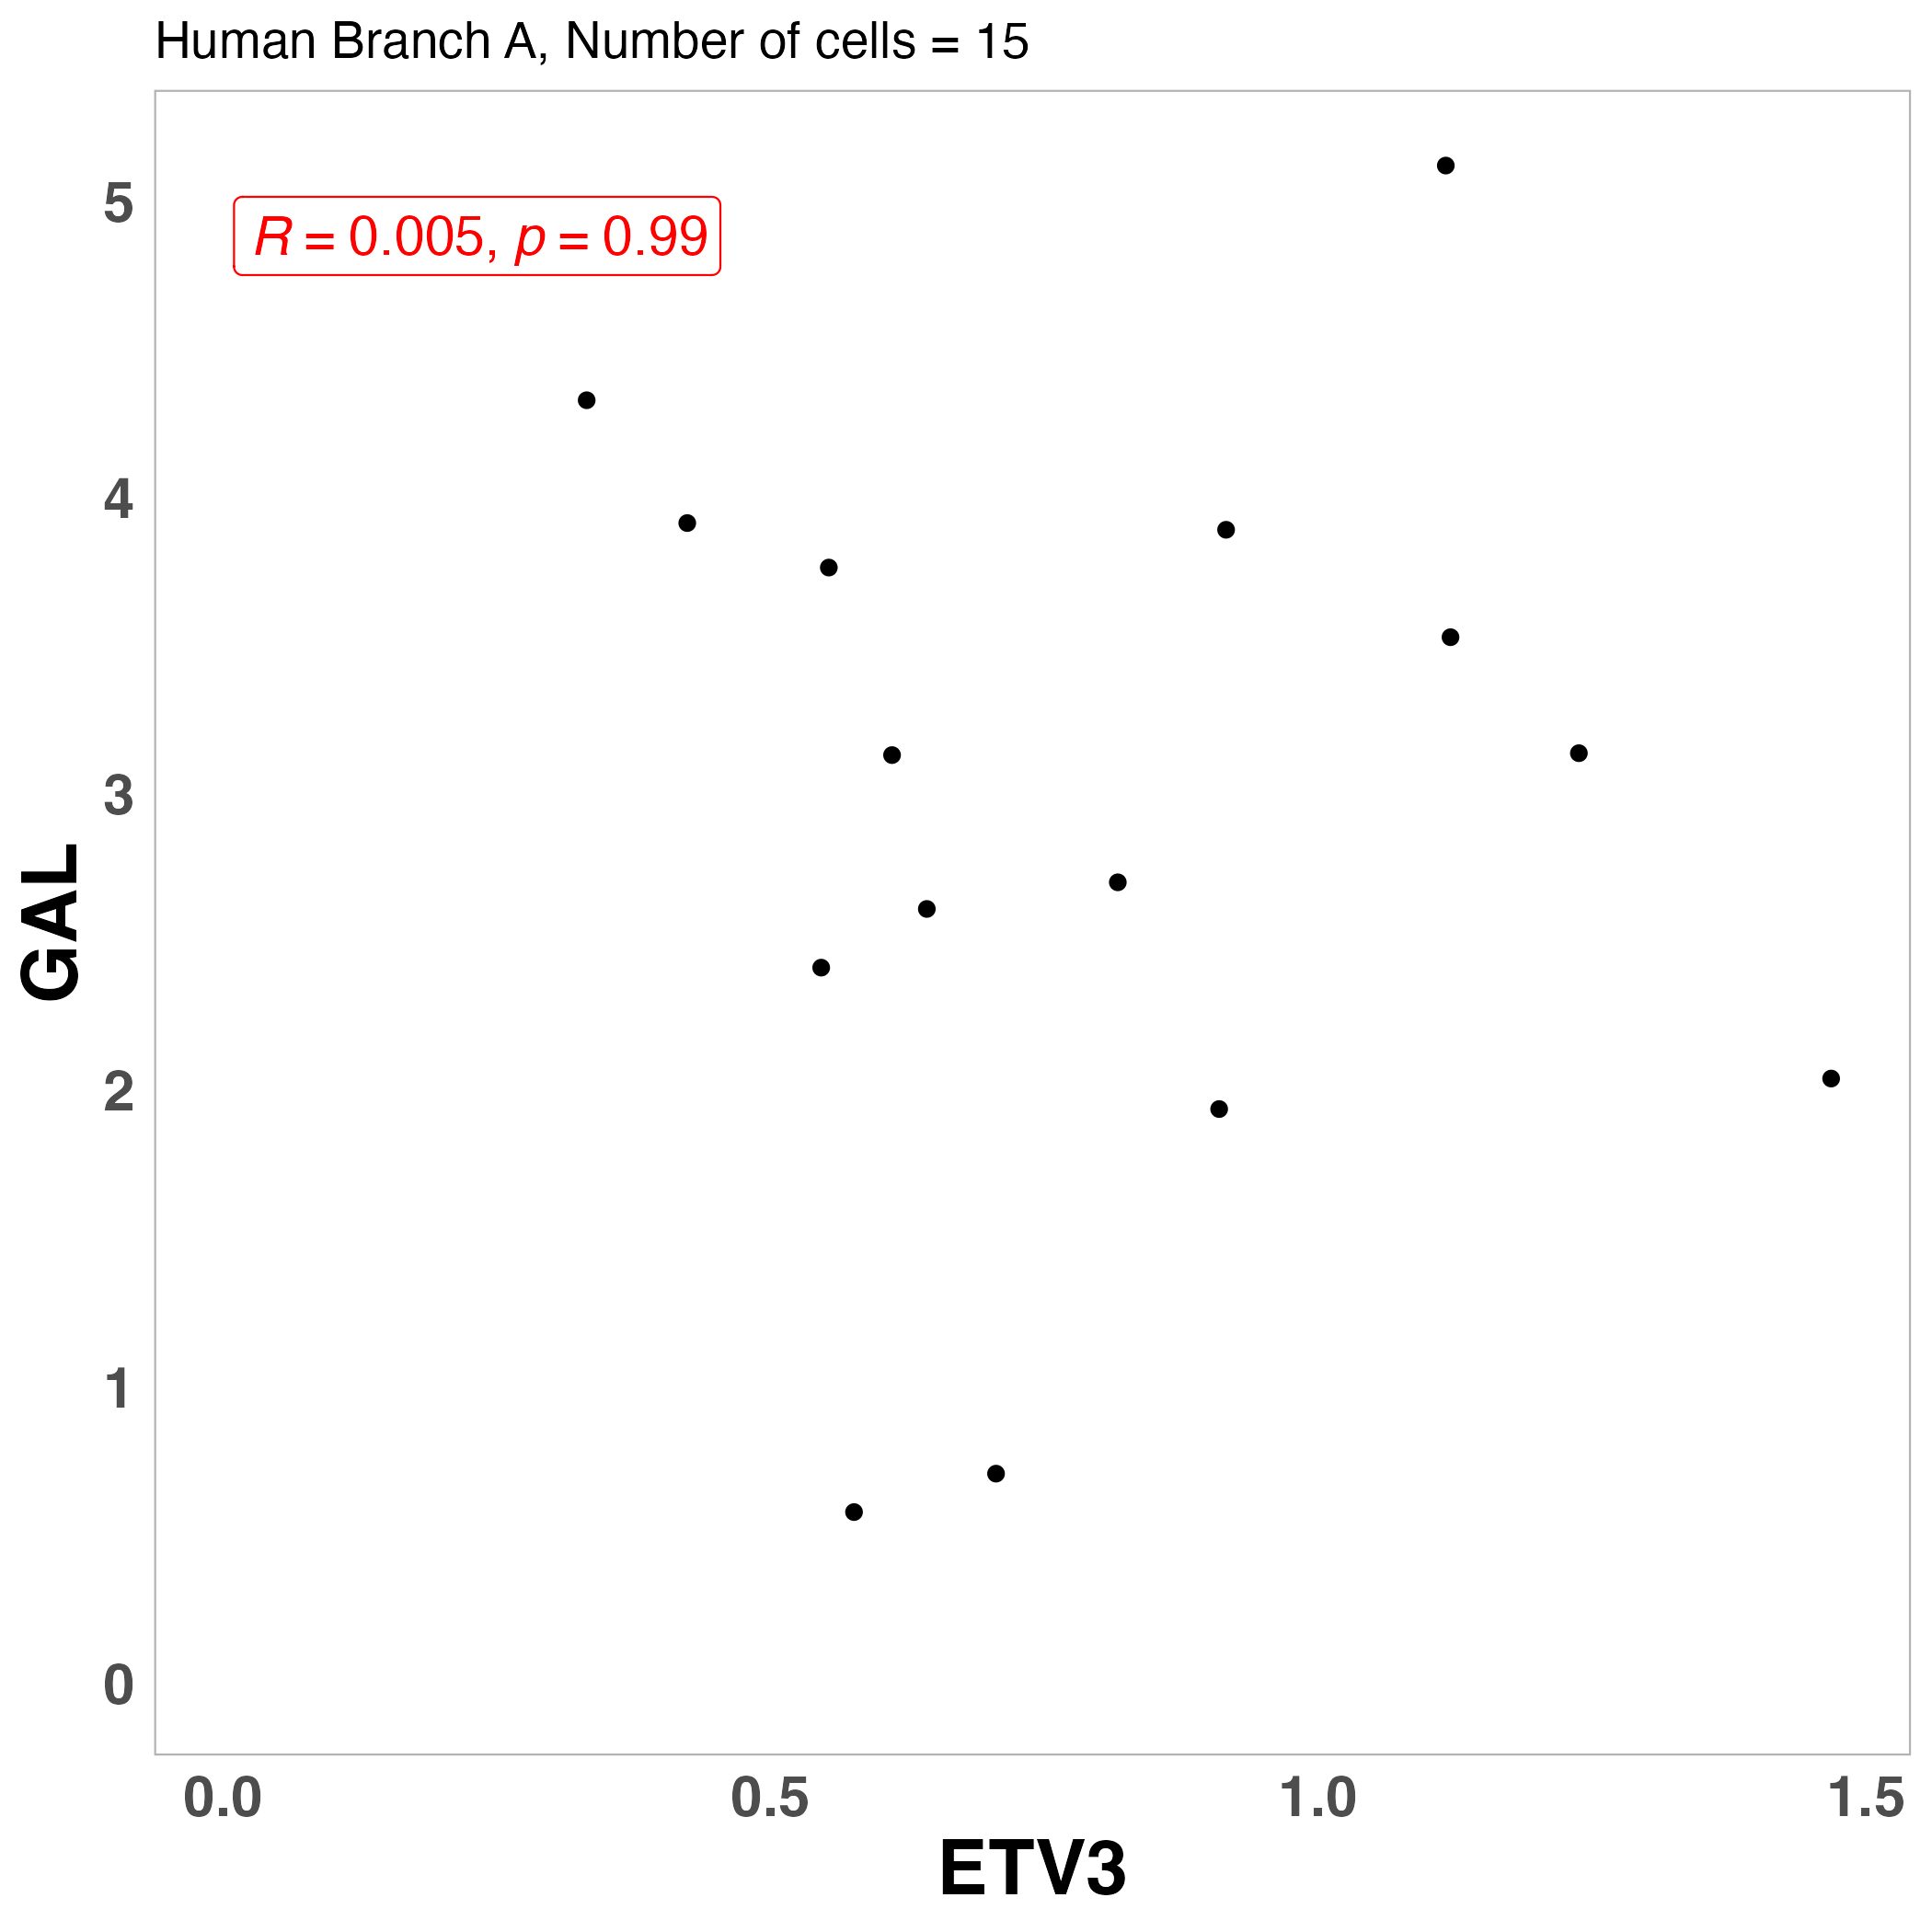 Human Branch A, Number of cells = 15
R = 0.005, p = 0.99
5
4
3
2
1
0
GAL
0.0 0.5 1.0 1.5
ETV3